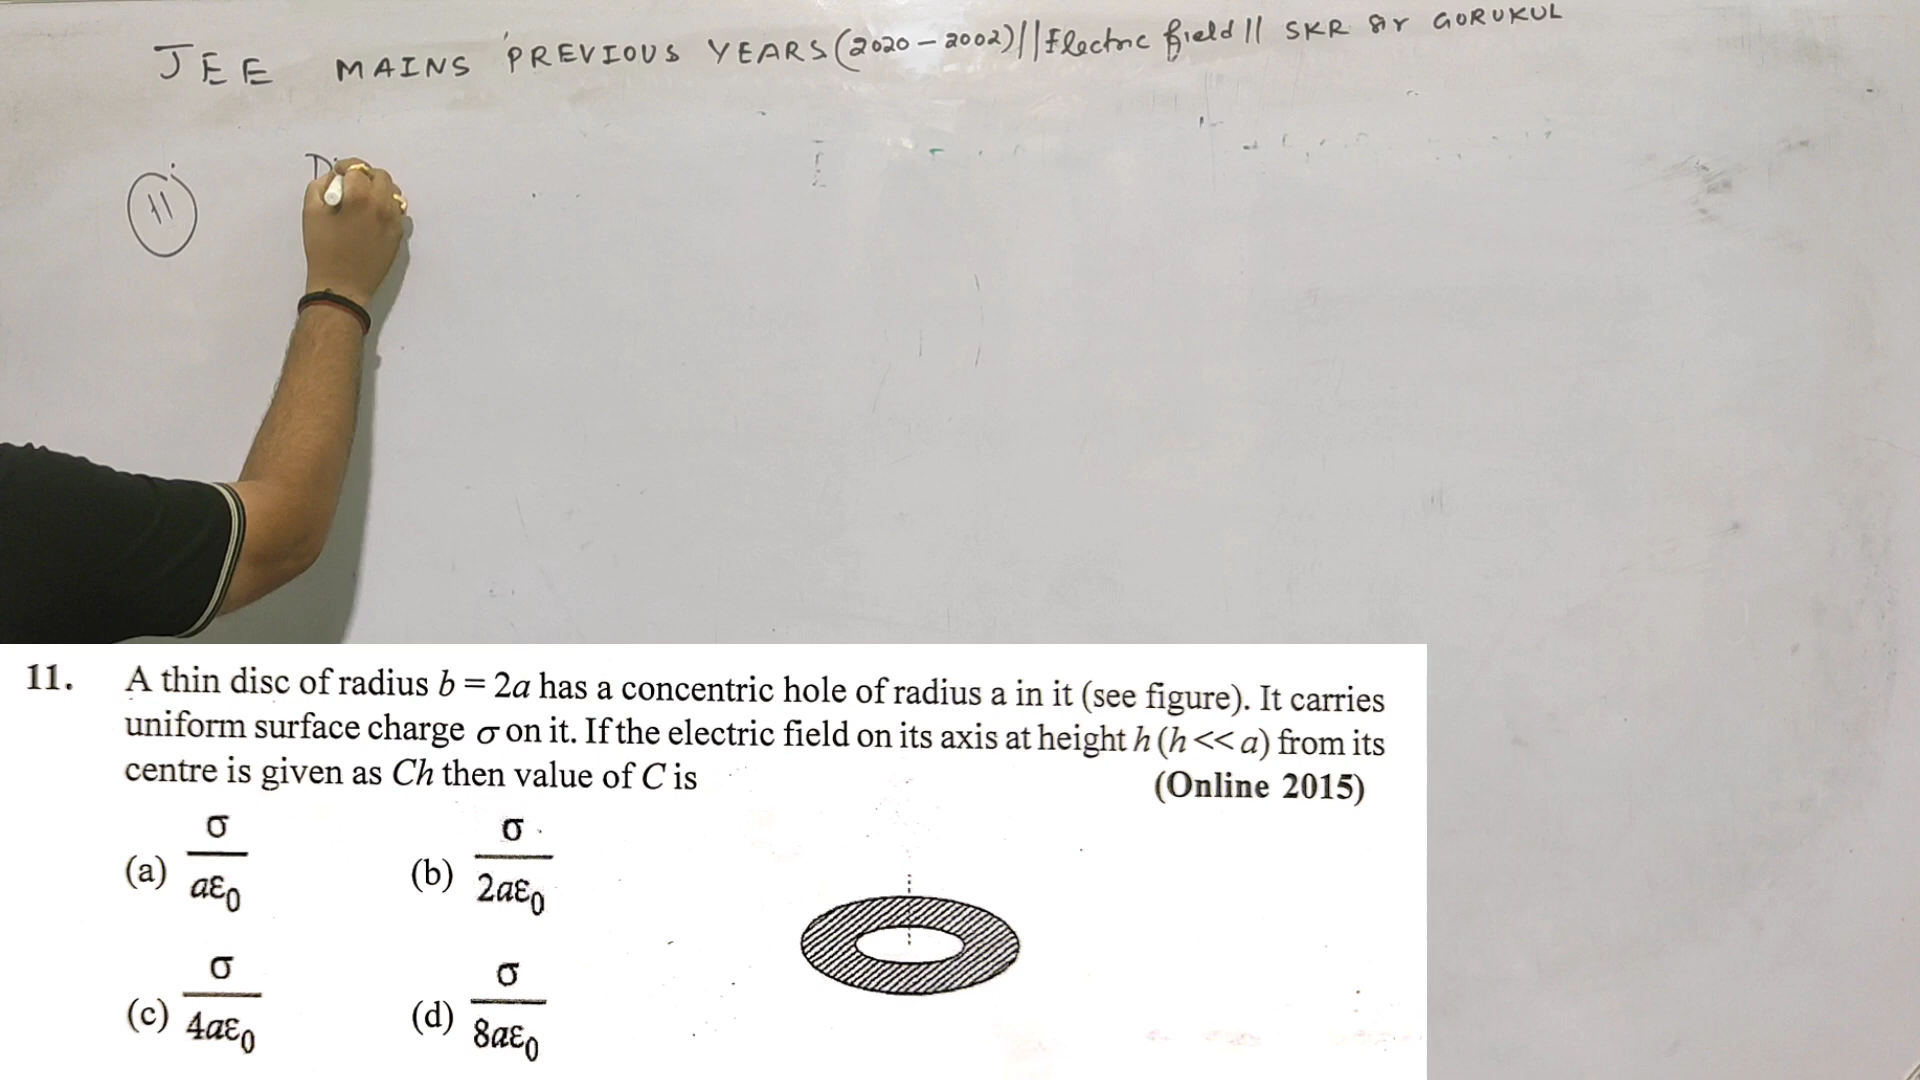 JEE MAINS PREVIOUS YEARS (2020-2002)||Electric field|| SKR Sir GORUKUL
11
D
11. A thin disc of radius b = 2a has a concentric hole of radius a in it (see figure). It carries
uniform surface charge σ on it. If the electric field on its axis at height h (h << a) from its
centre is given as Ch then value of C is (Online 2015)
(a) σ/aε₀ (b) σ/2aε₀
(c) σ/4aε₀ (d) σ/8aε₀